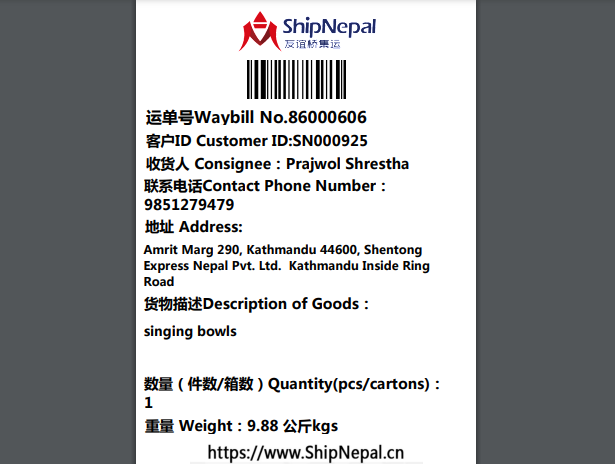 ShipNepal
友谊桥集运
运单号Waybill No.86000606
客户ID Customer ID:SN000925
收货人 Consignee：Prajwol Shrestha
联系电话Contact Phone Number：
9851279479
地址 Address:
Amrit Marg 290, Kathmandu 44600, Shentong
Express Nepal Pvt. Ltd.  Kathmandu Inside Ring
Road
货物描述Description of Goods：
singing bowls
数量（件数/箱数）Quantity(pcs/cartons)：
1
重量 Weight：9.88 公斤kgs
https://www.ShipNepal.cn